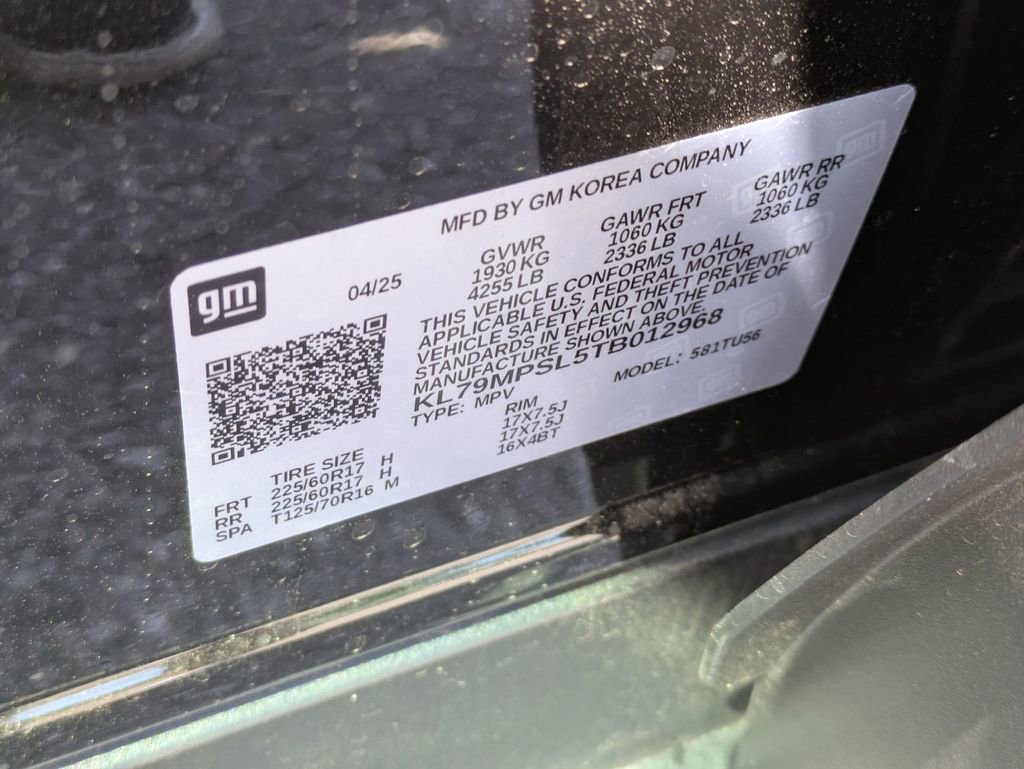 MFD BY GM KOREA COMPANY
gm
04/25
GVWR
1930 KG
4255 LB
GAWR FRT
1060 KG
2336 LB
GAWR RR
1060 KG
2336 LB
THIS VEHICLE CONFORMS TO ALL
APPLICABLE U.S. FEDERAL MOTOR
VEHICLE SAFETY AND THEFT PREVENTION
STANDARDS IN EFFECT ON THE DATE OF
MANUFACTURE SHOWN ABOVE.
KL79MPSL5TB012968
TYPE: MPV
MODEL: 581TU56
TIRE SIZE RIM
FRT 225/60R17 H 17X7.5J
RR 225/60R17 H 17X7.5J
SPA T125/70R16 M 16X4BT